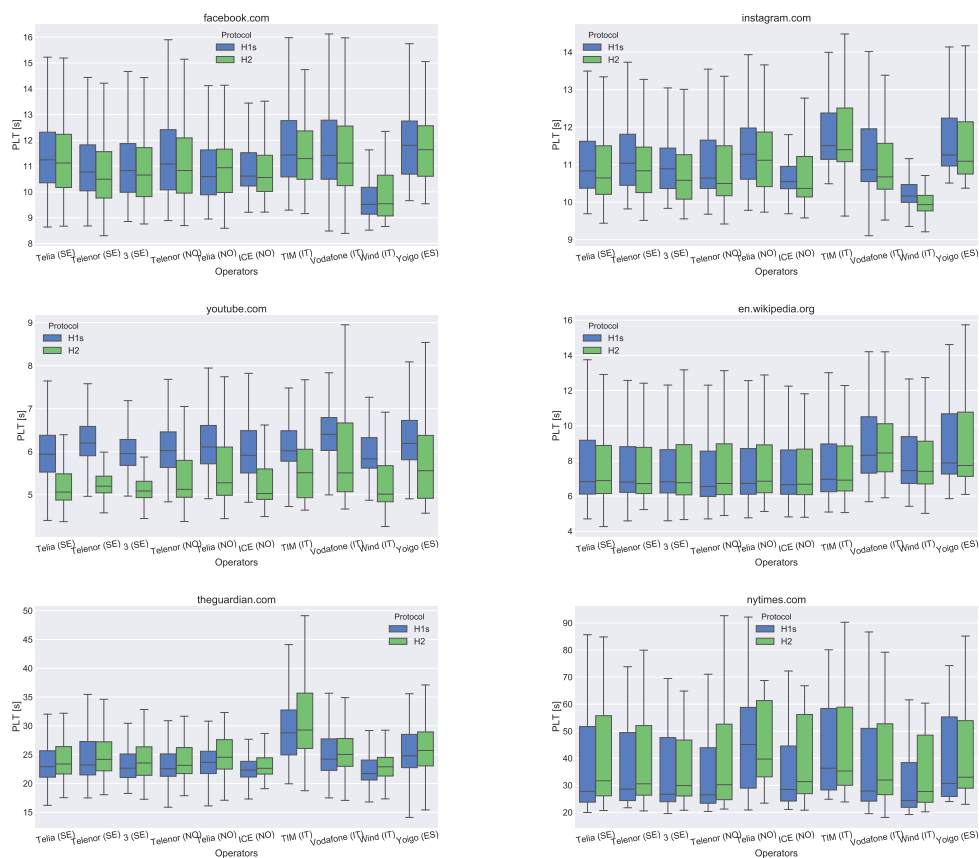 facebook.com
Protocol
H1s
H2
PLT [s]
16
15
14
13
12
11
10
9
8
Telia (SE) Telenor (SE) 3 (SE) Telenor (NO) Telia (NO) ICE (NO) TIM (IT) Vodafone (IT) Wind (IT) Yoigo (ES)
Operators
instagram.com
Protocol
H1s
H2
PLT [s]
14
13
12
11
10
9
Telia (SE) Telenor (SE) 3 (SE) Telenor (NO) Telia (NO) ICE (NO) TIM (IT) Vodafone (IT) Wind (IT) Yoigo (ES)
Operators
youtube.com
Protocol
H1s
H2
PLT [s]
9
8
7
6
5
Telia (SE) Telenor (SE) 3 (SE) Telenor (NO) Telia (NO) ICE (NO) TIM (IT) Vodafone (IT) Wind (IT) Yoigo (ES)
Operators
en.wikipedia.org
Protocol
H1s
H2
PLT [s]
16
14
12
10
8
6
4
Telia (SE) Telenor (SE) 3 (SE) Telenor (NO) Telia (NO) ICE (NO) TIM (IT) Vodafone (IT) Wind (IT) Yoigo (ES)
Operators
theguardian.com
Protocol
H1s
H2
PLT [s]
50
45
40
35
30
25
20
15
10
Telia (SE) Telenor (SE) 3 (SE) Telenor (NO) Telia (NO) ICE (NO) TIM (IT) Vodafone (IT) Wind (IT) Yoigo (ES)
Operators
nytimes.com
Protocol
H1s
H2
PLT [s]
90
80
70
60
50
40
30
20
Telia (SE) Telenor (SE) 3 (SE) Telenor (NO) Telia (NO) ICE (NO) TIM (IT) Vodafone (IT) Wind (IT) Yoigo (ES)
Operators